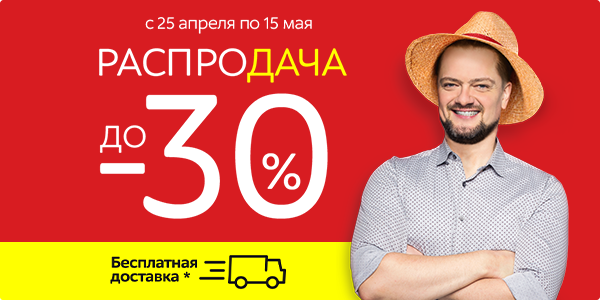 с 25 апреля по 15 мая
РАСПРОДАЧА
ДО
-30%
Бесплатная
доставка *